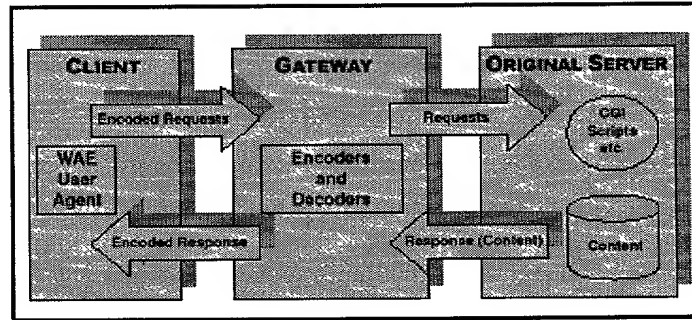 CLIENT
GATEWAY
ORIGINAL SERVER
Encoded Requests
Requests
CGI
Scripts
etc
WAE
User
Agent
Encoders
and
Decoders
Encoded Response
Response (Content)
Content